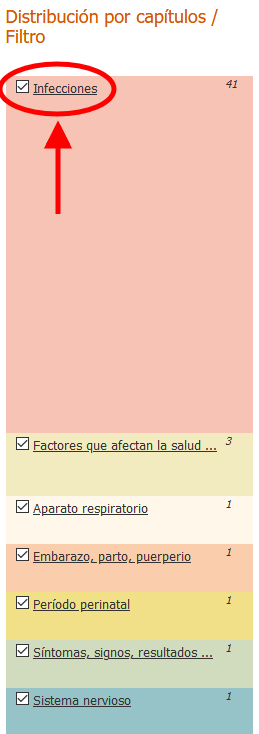 Distribución por capítulos /
Filtro
Infecciones 41
Factores que afectan la salud ... 3
Aparato respiratorio 1
Embarazo, parto, puerperio 1
Período perinatal 1
Síntomas, signos, resultados ... 1
Sistema nervioso 1